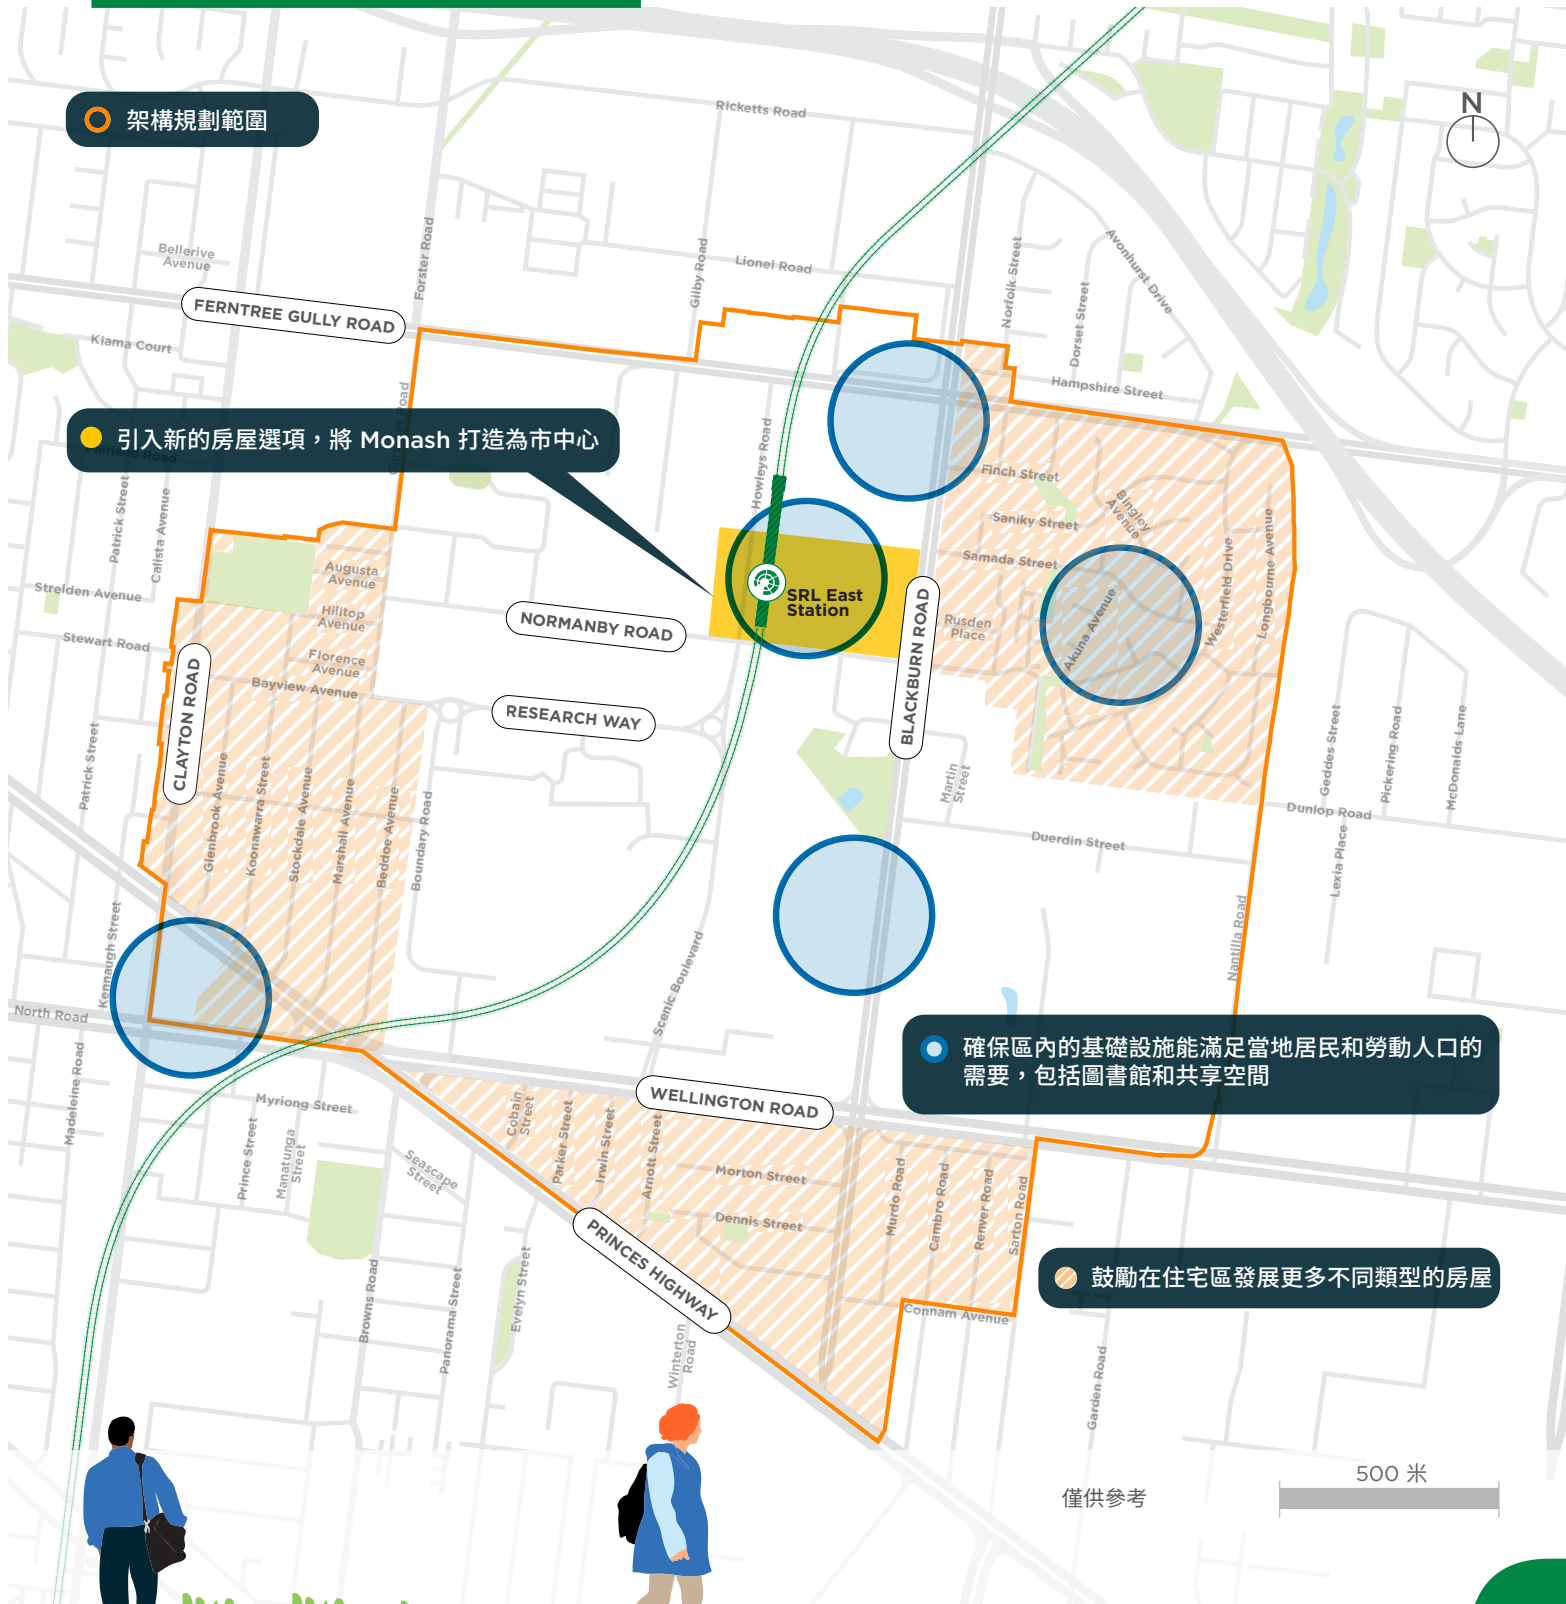 架構規劃範圍
N
Ricketts Road
Bellerive
Avenue
Forster Road
Gilby Road
Lionel Road
Norfolk Street
Avonhurst Drive
Dorset Street
FERNTREE GULLY ROAD
Kiama Court
Hampshire Street
引入新的房屋選項，將 Monash 打造為市中心
Howleys Road
Finch Street
Bingley
Avenue
Saniky Street
Samada Street
Patrick Street
Calista Avenue
Strelden Avenue
Stewart Road
Augusta
Avenue
Hilltop
Avenue
Florence
Avenue
Bayview Avenue
NORMANBY ROAD
SRL East
Station
BLACKBURN ROAD
Rusden
Place
Akuna Avenue
Westerfield Drive
Longbourne Avenue
CLAYTON ROAD
RESEARCH WAY
Patrick Street
Glenbrook Avenue
Koonawarra Street
Stockdale Avenue
Marshall Avenue
Beddoe Avenue
Boundary Road
Martin
Street
Duerdin Street
Geddes Street
Pickering Road
McDonalds Lane
Dunlop Road
Lexia Place
Nantilla Road
Kennaugh Street
North Road
Scenic Boulevard
確保區內的基礎設施能滿足當地居民和勞動人口的
需要，包括圖書館和共享空間
Madeleine Road
Myriong Street
Prince Street
Manatunga
Street
Seascape
Street
Cobain
Street
Parker Street
Irwin Street
Arnott Street
WELLINGTON ROAD
Morton Street
Dennis Street
Murdo Road
Cambro Road
Renver Road
Sarton Road
PRINCES HIGHWAY
鼓勵在住宅區發展更多不同類型的房屋
Connam Avenue
Browns Road
Panorama Street
Evelyn Street
Winterton
Road
Garden Road
500 米
僅供參考